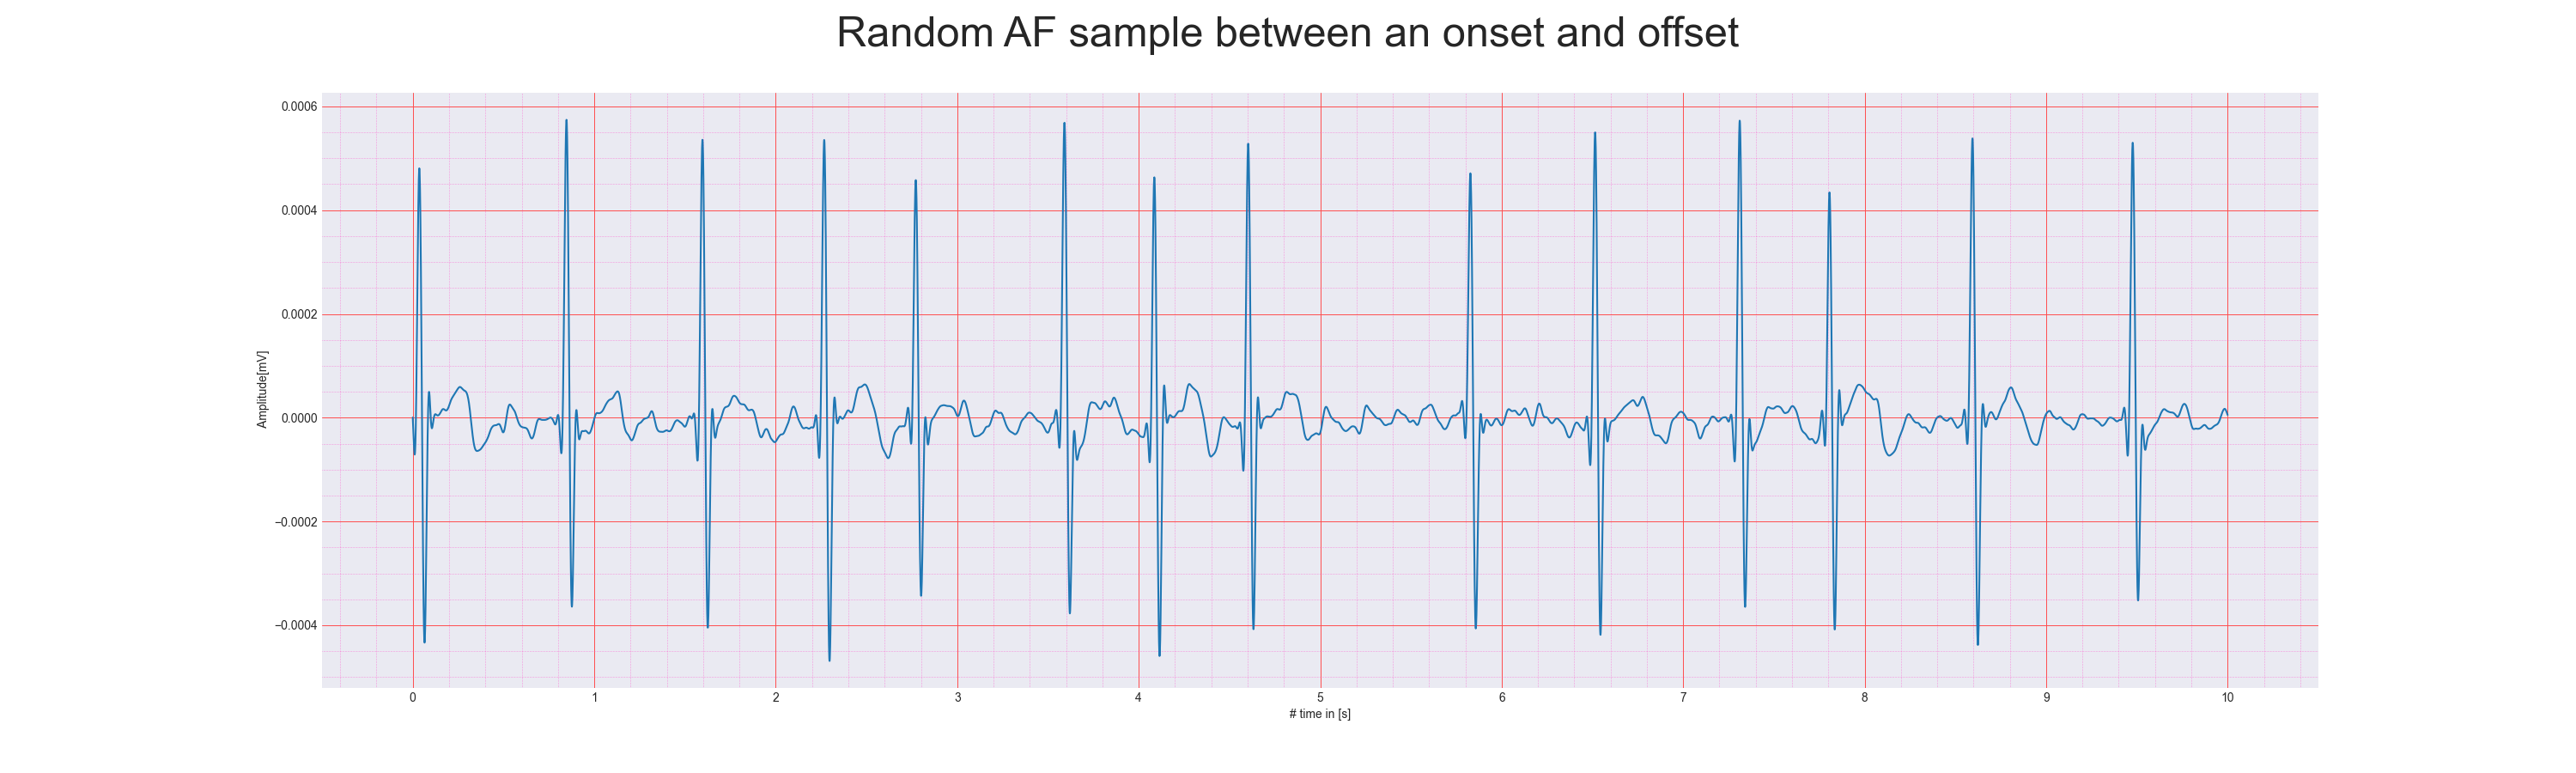 Random AF sample between an onset and offset
0.0006
0.0004
0.0002
0.0000
−0.0002
−0.0004
Amplitude[mV]
0 1 2 3 4 5 6 7 8 9 10
# time in [s]